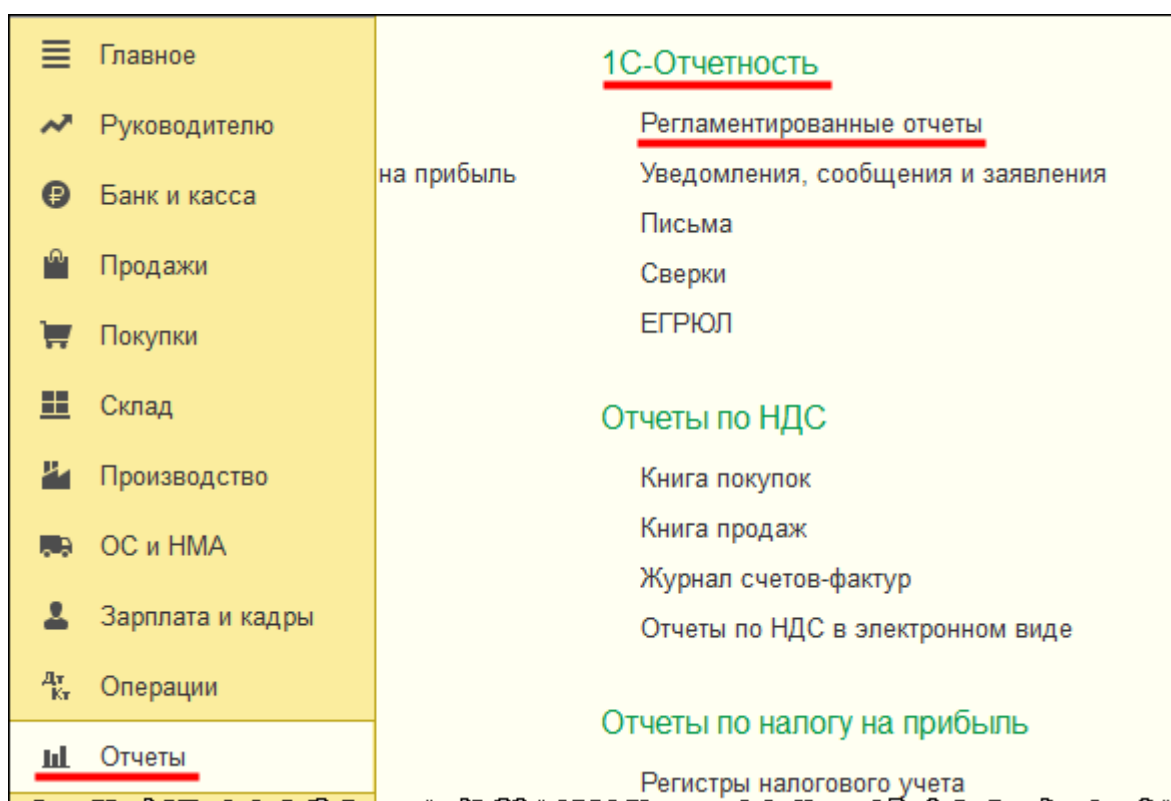 Главное
Руководителю
Банк и касса
Продажи
Покупки
Склад
Производство
ОС и НМА
Зарплата и кадры
Дт
Кт
Операции
Отчеты
на прибыль
1С-Отчетность
Регламентированные отчеты
Уведомления, сообщения и заявления
Письма
Сверки
ЕГРЮЛ
Отчеты по НДС
Книга покупок
Книга продаж
Журнал счетов-фактур
Отчеты по НДС в электронном виде
Отчеты по налогу на прибыль
Регистры налогового учета